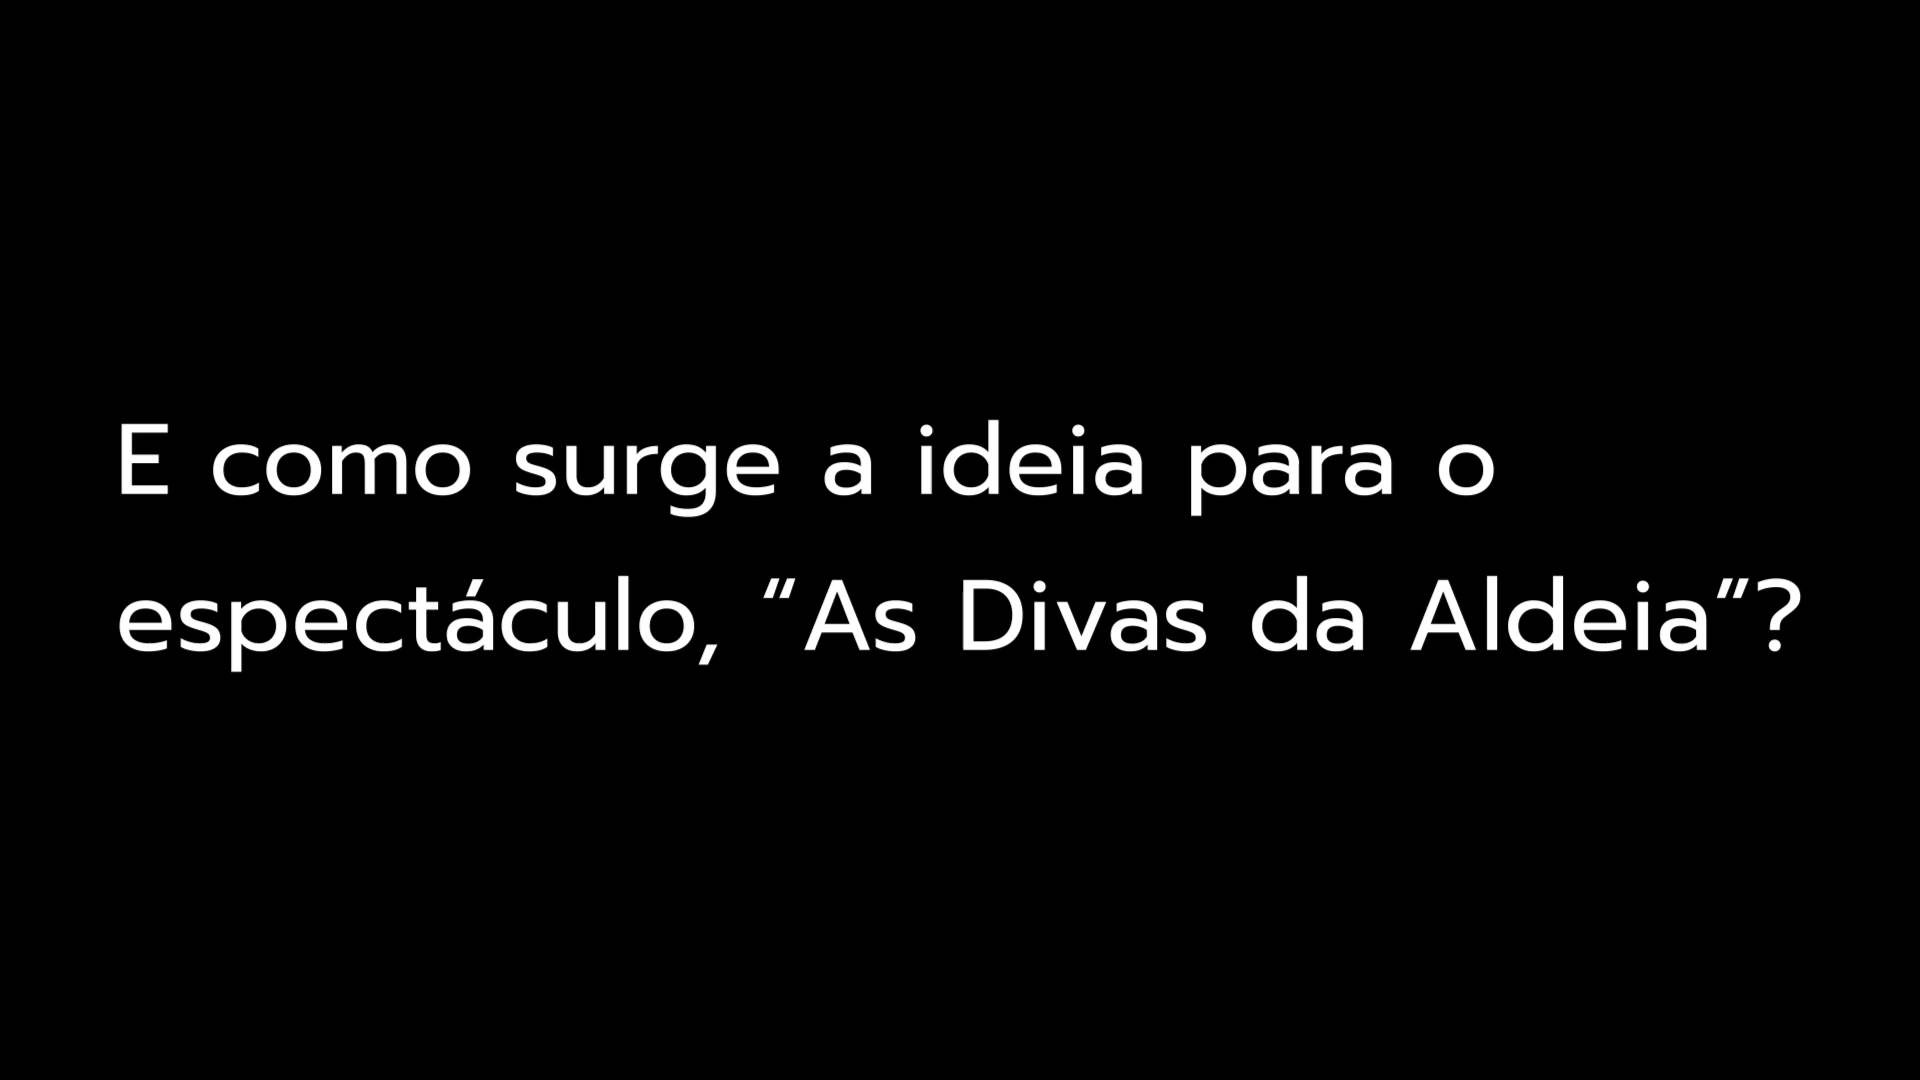 E como surge a ideia para o
espectáculo, “As Divas da Aldeia”?